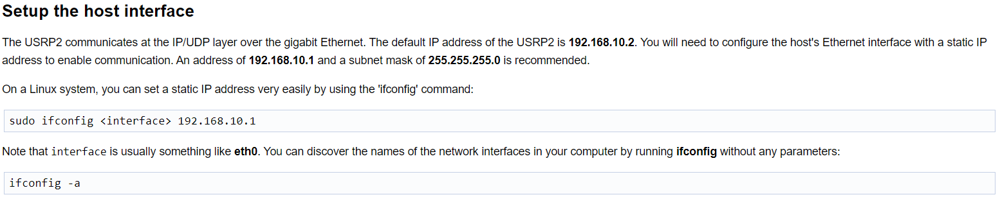 Setup the host interface
The USRP2 communicates at the IP/UDP layer over the gigabit Ethernet. The default IP address of the USRP2 is 192.168.10.2. You will need to configure the host's Ethernet interface with a static IP
address to enable communication. An address of 192.168.10.1 and a subnet mask of 255.255.255.0 is recommended.
On a Linux system, you can set a static IP address very easily by using the 'ifconfig' command:
sudo ifconfig <interface> 192.168.10.1
Note that interface is usually something like eth0. You can discover the names of the network interfaces in your computer by running ifconfig without any parameters:
ifconfig -a